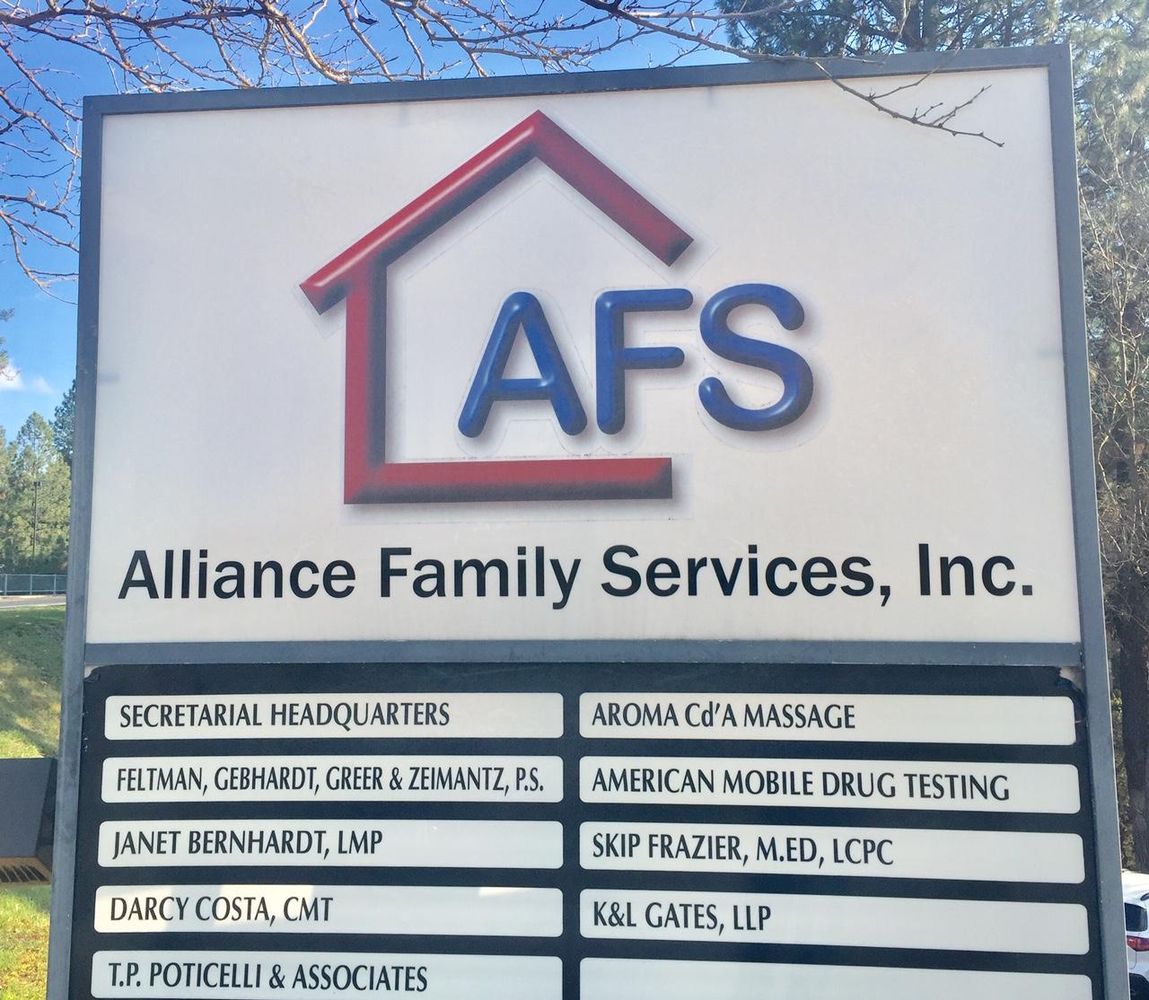 AFS
Alliance Family Services, Inc.
SECRETARIAL HEADQUARTERS
AROMA Cd'A MASSAGE
FELTMAN, GEBHARDT, GREER & ZEIMANTZ, P.S.
AMERICAN MOBILE DRUG TESTING
JANET BERNHARDT, LMP
SKIP FRAZIER, M.ED, LCPC
DARCY COSTA, CMT
K&L GATES, LLP
T.P. POTICELLI & ASSOCIATES